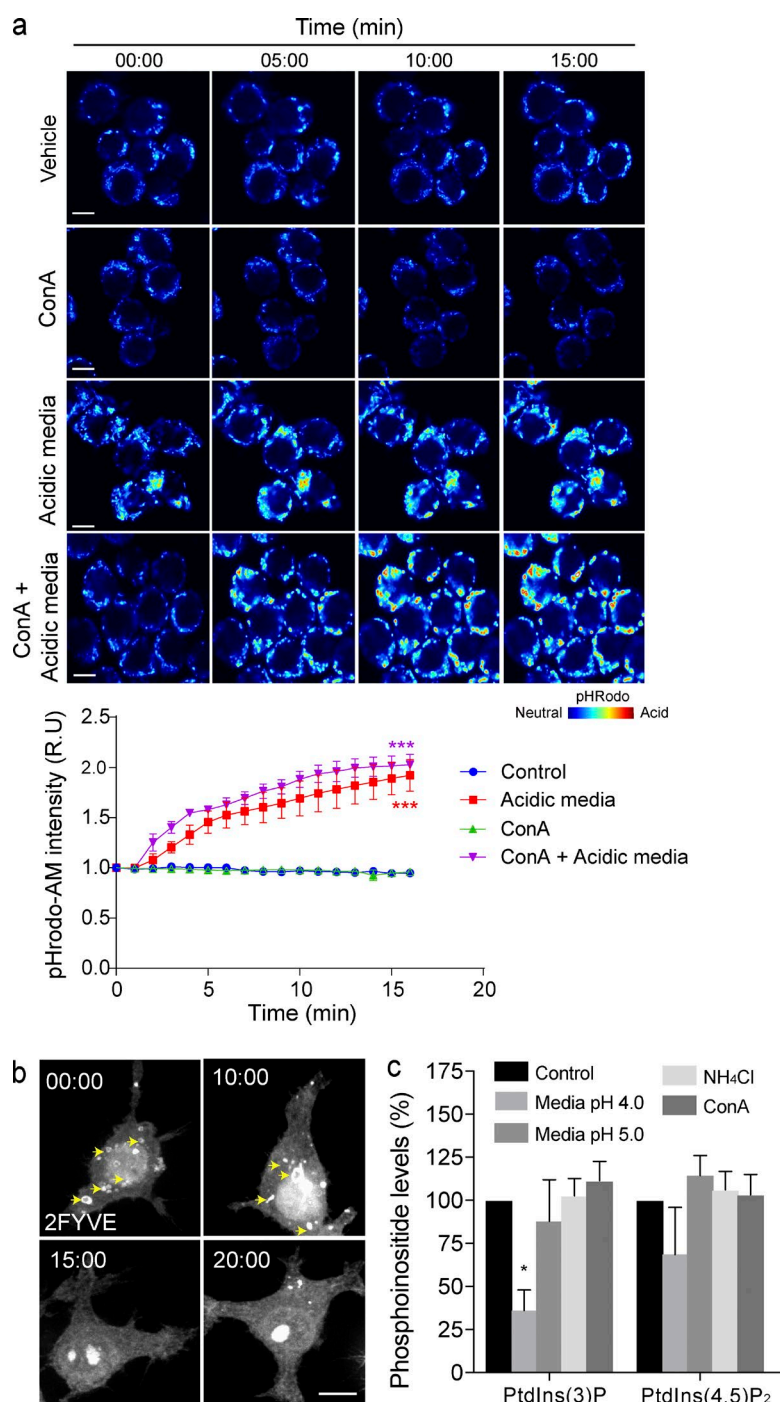 a
Time (min)
00:00 05:00 10:00 15:00
Vehicle
ConA
Acidic media
ConA +
Acidic media
pHRodo
Neutral Acid
pHrodo-AM intensity (R.U)
2.5
2.0
1.5
1.0
0.5
0.0
***
***
0 5 10 15 20
Time (min)
Control
Acidic media
ConA
ConA + Acidic media
b
00:00
10:00
2FYVE
15:00
20:00
c
Phosphoinositide levels (%)
175
150
125
100
75
50
25
0
Control
Media pH 4.0
Media pH 5.0
NH₄Cl
ConA
*
PtdIns(3)P PtdIns(4,5)P₂